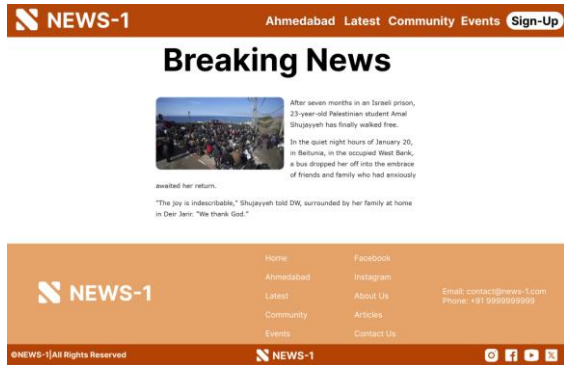 NEWS-1
Ahmedabad Latest Community Events Sign-Up
Breaking News
After seven months in an Israeli prison,
23-year-old Palestinian student Amal
Shujayyeh has finally walked free.
In the quiet night hours of January 20,
in Beitunia, in the occupied West Bank,
a bus dropped her off into the embrace
of friends and family who had anxiously
awaited her return.
"The joy is indescribable," Shujayyeh told DW, surrounded by her family at home
in Deir Jarir. "We thank God."
NEWS-1
Home
Ahmedabad
Latest
Community
Events
Facebook
Instagram
About Us
Articles
Contact Us
Email: contact@news-1.com
Phone: +91 9999999999
©NEWS-1|All Rights Reserved
NEWS-1